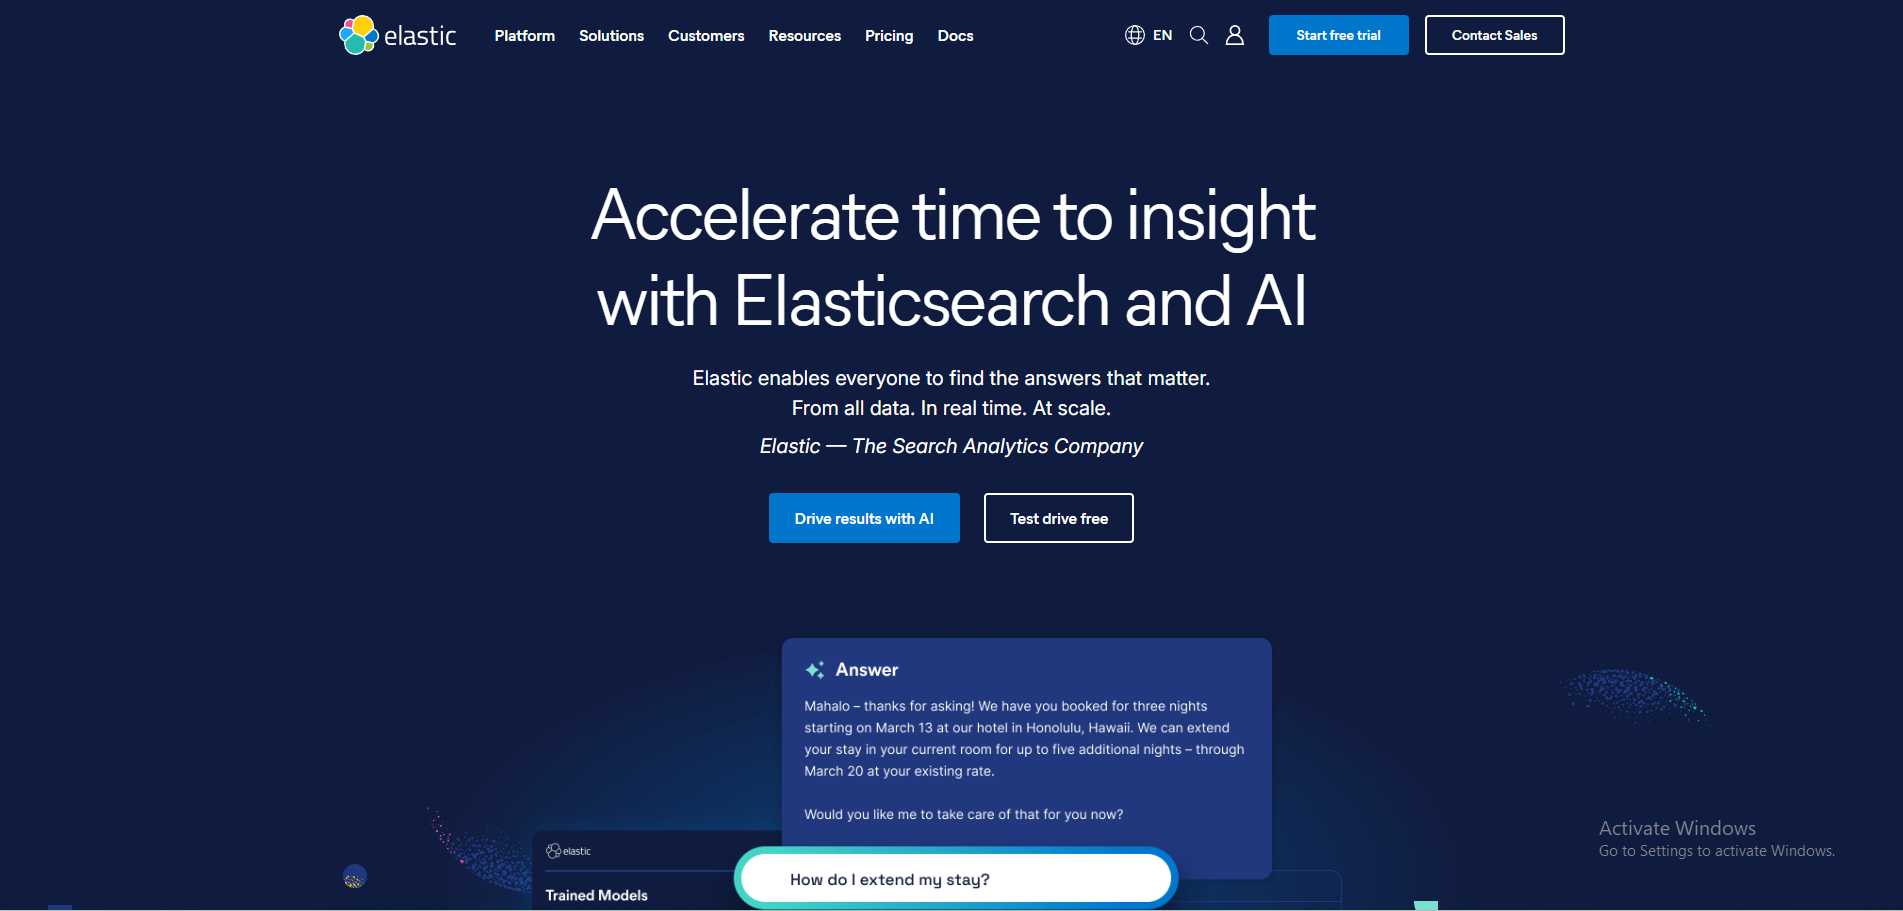 elastic
Platform
Solutions
Customers
Resources
Pricing
Docs
EN
Start free trial
Contact Sales
Accelerate time to insight
with Elasticsearch and AI
Elastic enables everyone to find the answers that matter.
From all data. In real time. At scale.
Elastic — The Search Analytics Company
Drive results with AI
Test drive free
Answer
Mahalo – thanks for asking! We have you booked for three nights
starting on March 13 at our hotel in Honolulu, Hawaii. We can extend
your stay in your current room for up to five additional nights – through
March 20 at your existing rate.
Would you like me to take care of that for you now?
Activate Windows
Go to Settings to activate Windows.
elastic
How do I extend my stay?
Trained Models